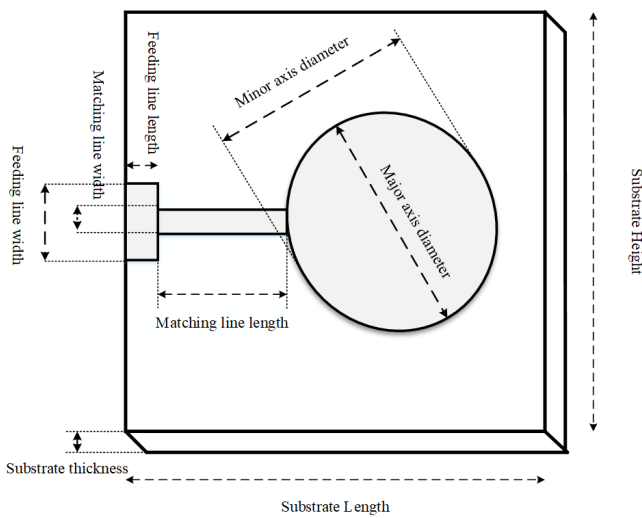 Minor axis diameter
Feeding line length
Matching line width
Feeding line width
Major axis diameter
Substrate Height
Matching line length
Substrate thickness
Substrate Length